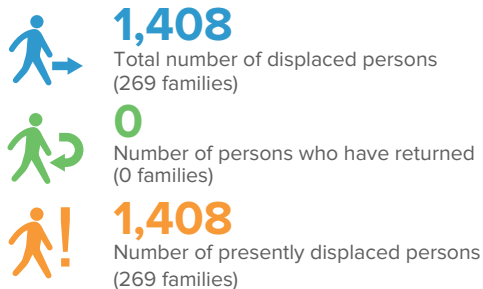 1,408
Total number of displaced persons
(269 families)
0
Number of persons who have returned
(0 families)
1,408
Number of presently displaced persons
(269 families)